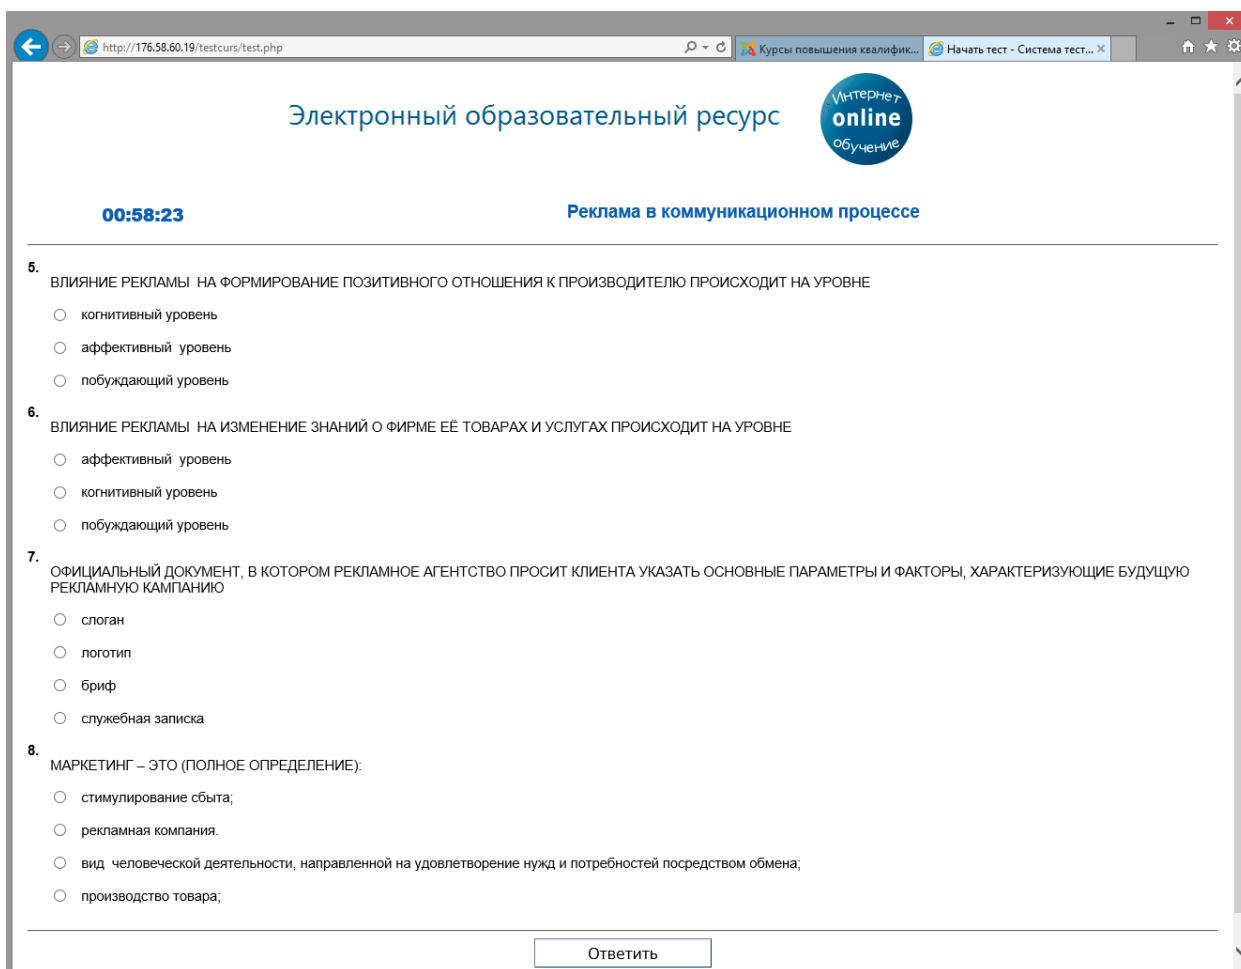 http://176.58.60.19/testcurs/test.php
Курсы повышения квалифик...
Начать тест - Система тест...
Электронный образовательный ресурс
Интернет
online
обучение
00:58:23
Реклама в коммуникационном процессе
5.
ВЛИЯНИЕ РЕКЛАМЫ НА ФОРМИРОВАНИЕ ПОЗИТИВНОГО ОТНОШЕНИЯ К ПРОИЗВОДИТЕЛЮ ПРОИСХОДИТ НА УРОВНЕ
когнитивный уровень
аффективный уровень
побуждающий уровень
6.
ВЛИЯНИЕ РЕКЛАМЫ НА ИЗМЕНЕНИЕ ЗНАНИЙ О ФИРМЕ ЕЁ ТОВАРАХ И УСЛУГАХ ПРОИСХОДИТ НА УРОВНЕ
аффективный уровень
когнитивный уровень
побуждающий уровень
7.
ОФИЦИАЛЬНЫЙ ДОКУМЕНТ, В КОТОРОМ РЕКЛАМНОЕ АГЕНТСТВО ПРОСИТ КЛИЕНТА УКАЗАТЬ ОСНОВНЫЕ ПАРАМЕТРЫ И ФАКТОРЫ, ХАРАКТЕРИЗУЮЩИЕ БУДУЩУЮ
РЕКЛАМНУЮ КАМПАНИЮ
слоган
логотип
бриф
служебная записка
8.
МАРКЕТИНГ – ЭТО (ПОЛНОЕ ОПРЕДЕЛЕНИЕ):
стимулирование сбыта;
рекламная компания.
вид человеческой деятельности, направленной на удовлетворение нужд и потребностей посредством обмена;
производство товара;
Ответить